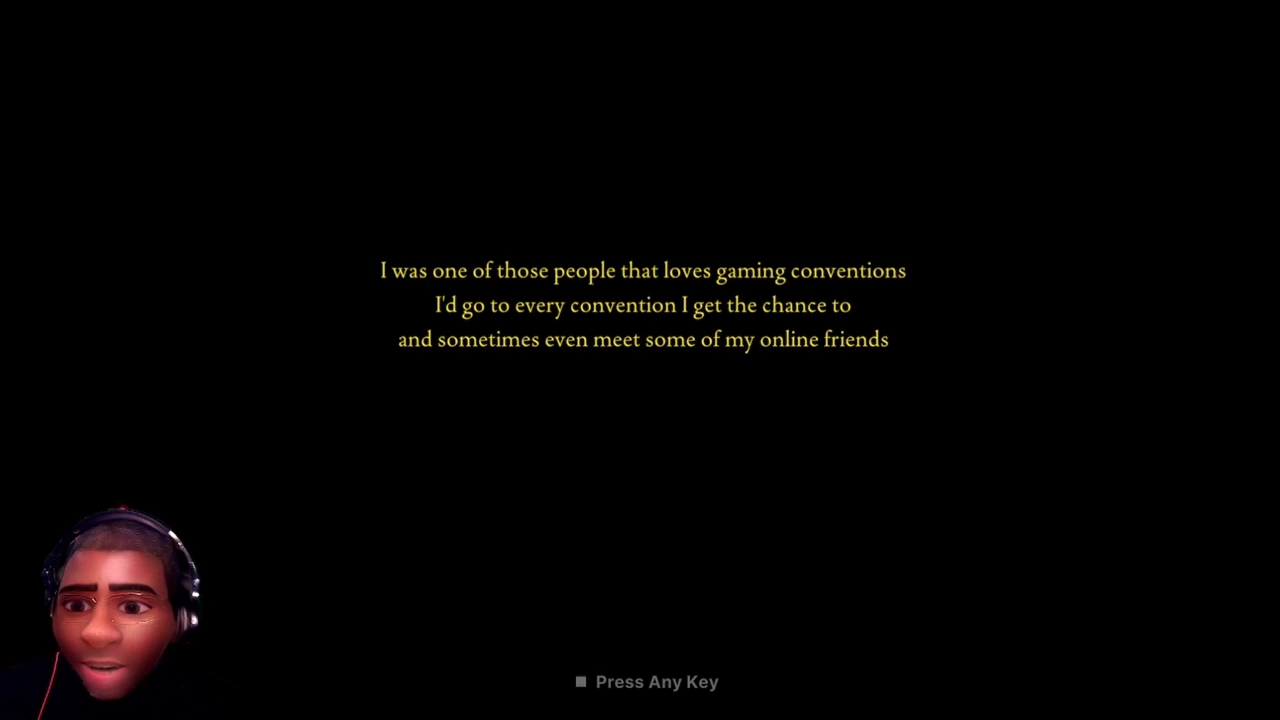 I was one of those people that loves gaming conventions
I'd go to every convention I get the chance to
and sometimes even meet some of my online friends
Press Any Key